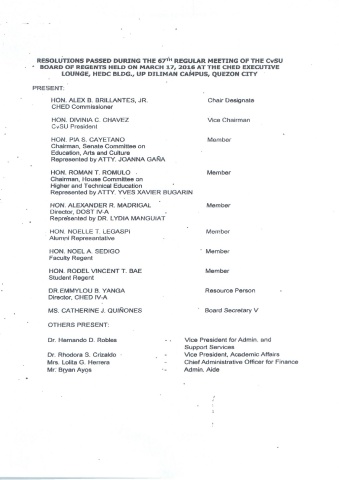 RESOLUTIONS PASSED DURING THE 67TH REGULAR MEETING OF THE CvSU
BOARD OF REGENTS HELD ON MARCH 17, 2016 AT THE CHED EXECUTIVE
LOUNGE, HEDC BLDG., UP DILIMAN CAMPUS, QUEZON CITY
PRESENT:
HON. ALEX B. BRILLANTES, JR. Chair Designate
CHED Commissioner
HON. DIVINIA C. CHAVEZ Vice Chairman
CvSU President
HON. PIA S. CAYETANO Member
Chairman, Senate Committee on
Education, Arts and Culture
Represented by ATTY. JOANNA GAÑA
HON. ROMAN T. ROMULO Member
Chairman, House Committee on
Higher and Technical Education
Represented by ATTY. YVES XAVIER BUGARIN
HON. ALEXANDER R. MADRIGAL Member
Director, DOST IV-A
Represented by DR. LYDIA MANGUIAT
HON. NOELLE T. LEGASPI Member
Alumni Representative
HON. NOEL A. SEDIGO Member
Faculty Regent
HON. RODEL VINCENT T. BAE Member
Student Regent
DR.EMMYLOU B. YANGA Resource Person
Director, CHED IV-A
MS. CATHERINE J. QUIÑONES Board Secretary V
OTHERS PRESENT:
Dr. Hernando D. Robles - Vice President for Admin. and
Support Services
Dr. Rhodora S. Crizaldo - Vice President, Academic Affairs
Mrs. Lolita G. Herrera - Chief Administrative Officer for Finance
Mr. Bryan Ayos - Admin. Aide